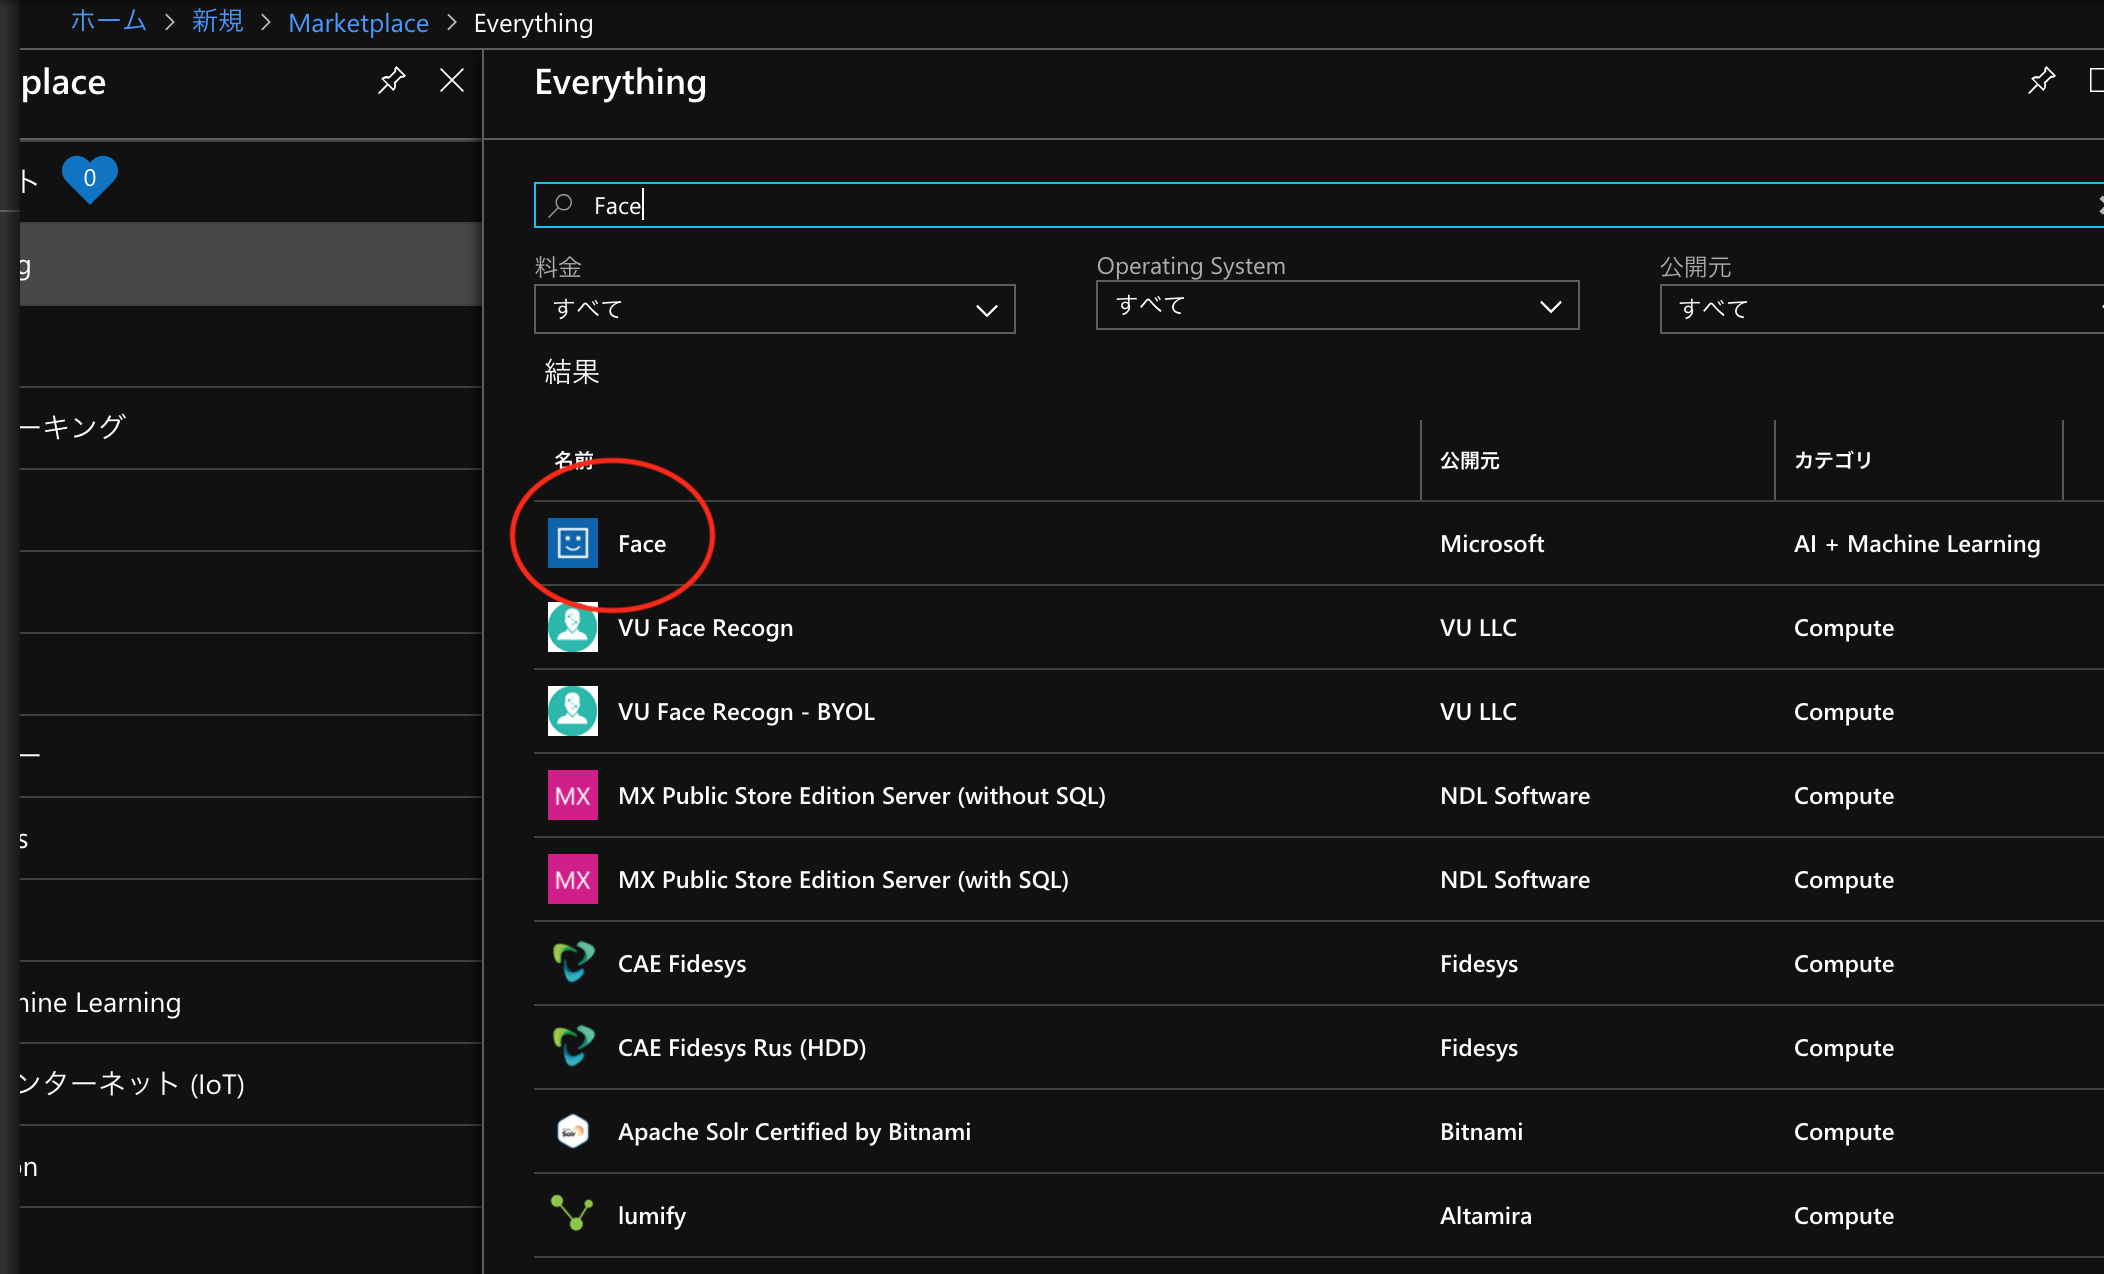 ホーム > 新規 > Marketplace > Everything
place
ト 0
g
ーキング
ー
s
hine Learning
ンターネット (IoT)
on
Everything
Face
料金
すべて
Operating System
すべて
公開元
すべて
結果
名前 公開元 カテゴリ
Face Microsoft AI + Machine Learning
VU Face Recogn VU LLC Compute
VU Face Recogn - BYOL VU LLC Compute
MX MX Public Store Edition Server (without SQL) NDL Software Compute
MX MX Public Store Edition Server (with SQL) NDL Software Compute
CAE Fidesys Fidesys Compute
CAE Fidesys Rus (HDD) Fidesys Compute
Solr Apache Solr Certified by Bitnami Bitnami Compute
lumify Altamira Compute